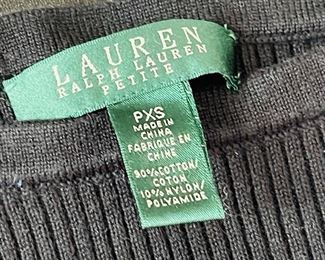 LAUREN
RALPH LAUREN
PETITE
PXS
MADE IN
CHINA
FABRIQUE EN
CHINE
90%COTTON/
COTON
10%NYLON/
POLYAMIDE